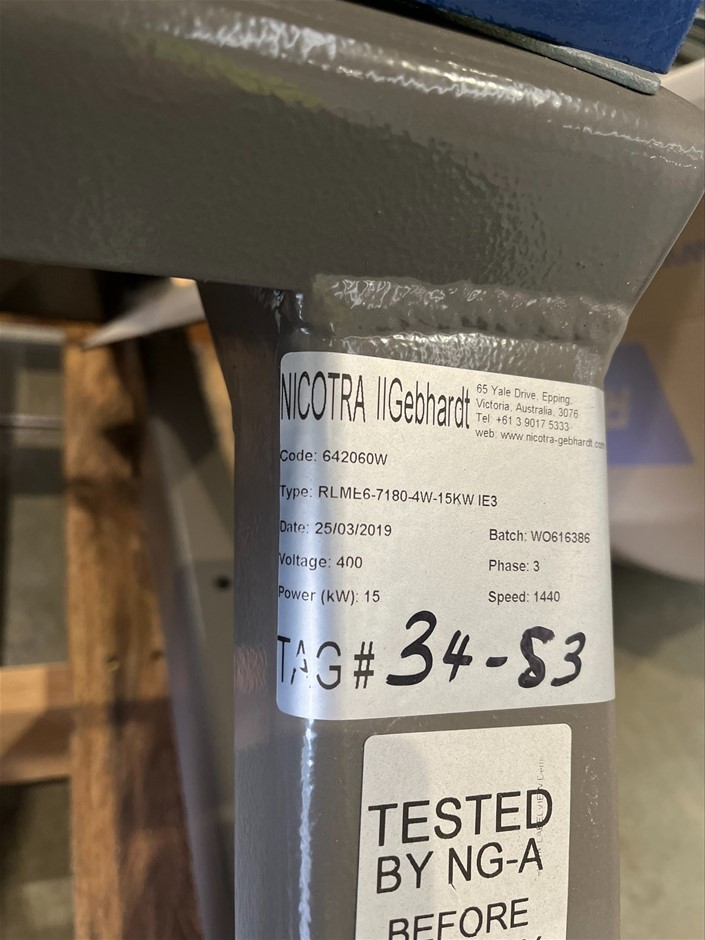 NICOTRA IIGebhardt
65 Yale Drive, Epping,
Victoria, Australia, 3076
Tel: +61 3 9017 5333
web: www.nicotra-gebhardt.com
Code: 642060W
Type: RLME6-7180-4W-15KW IE3
Date: 25/03/2019
Batch: WO616386
Voltage: 400
Phase: 3
Power (kW): 15
Speed: 1440
TAG # 34-53
TESTED
BY NG-A
BEFORE